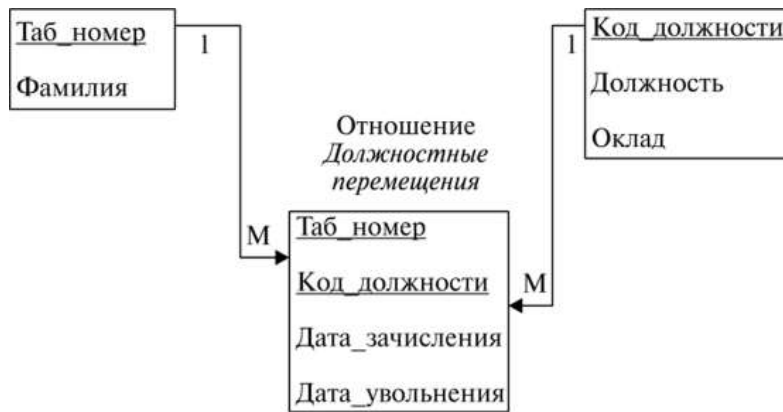 Таб_номер
Фамилия
1
Код_должности
Должность
Оклад
1
Отношение
Должностные
перемещения
М
Таб_номер
Код_должности
Дата_зачисления
Дата_увольнения
М